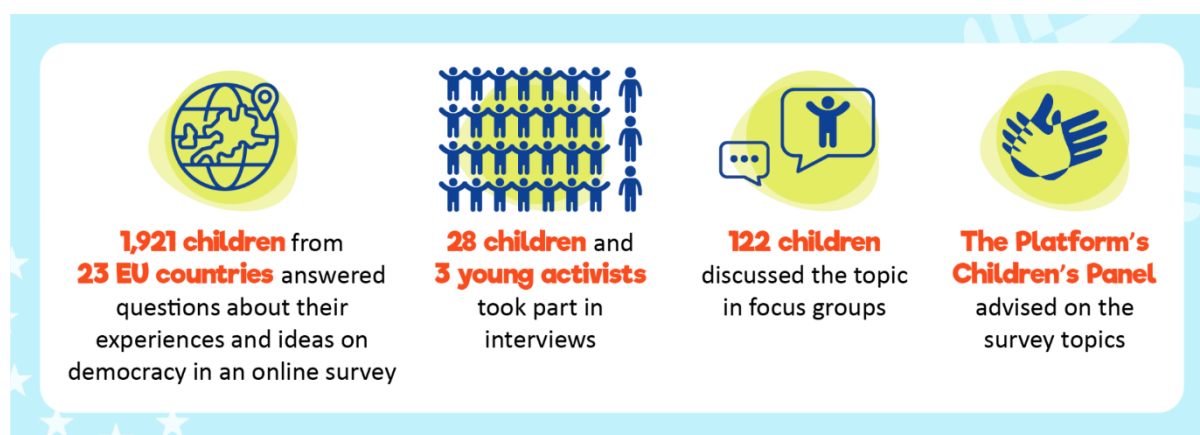 1,921 children from
23 EU countries answered
questions about their
experiences and ideas on
democracy in an online survey
28 children and
3 young activists
took part in
interviews
122 children
discussed the topic
in focus groups
The Platform's
Children's Panel
advised on the
survey topics